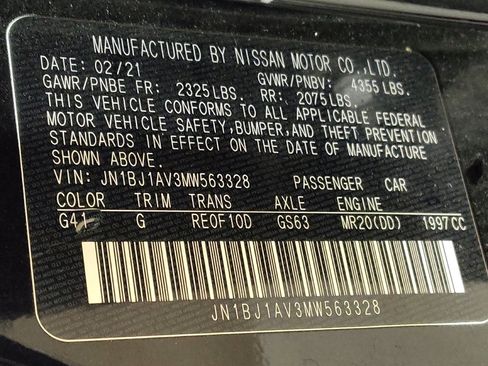 MANUFACTURED BY NISSAN MOTOR CO.,LTD.
DATE: 02/21 GVWR/PNBV: 4355 LBS.
GAWR/PNBE FR: 2325 LBS. RR: 2075 LBS.
THIS VEHICLE CONFORMS TO ALL APPLICABLE FEDERAL
MOTOR VEHICLE SAFETY, BUMPER, AND THEFT PREVENTION
STANDARDS IN EFFECT ON THE DATE OF MANUFACTURE
SHOWN ABOVE.
VIN: JN1BJ1AV3MW563328 PASSENGER CAR
COLOR TRIM TRANS AXLE ENGINE
G41 G RE0F10D GS63 MR20(DD) 1997CC
JN1BJ1AV3MW563328